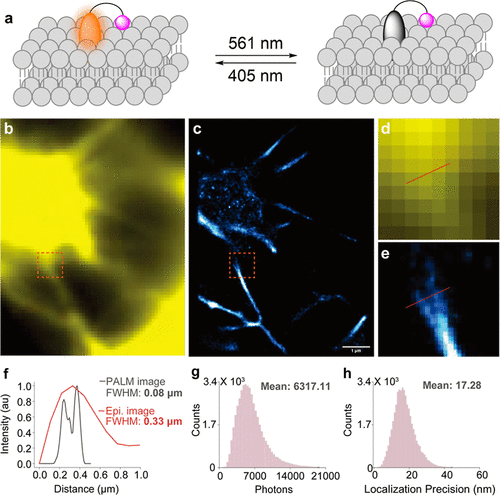 a
561 nm
405 nm
b
c
d
1 μm
e
f
1.0
0.8
0.6
0.4
0.2
0.0
Intensity (au)
PALM image
FWHM: 0.08 μm
Epi. image
FWHM: 0.33 μm
0.0 0.2 0.4 0.6 0.8 1.0
Distance (μm)
g
3.4 X 10³
Mean: 6317.11
1.7
0
Counts
7000 14000 21000
Photons
h
3.4 X 10³
Mean: 17.28
1.7
0
Counts
0 20 40 60
Localization Precision (nm)